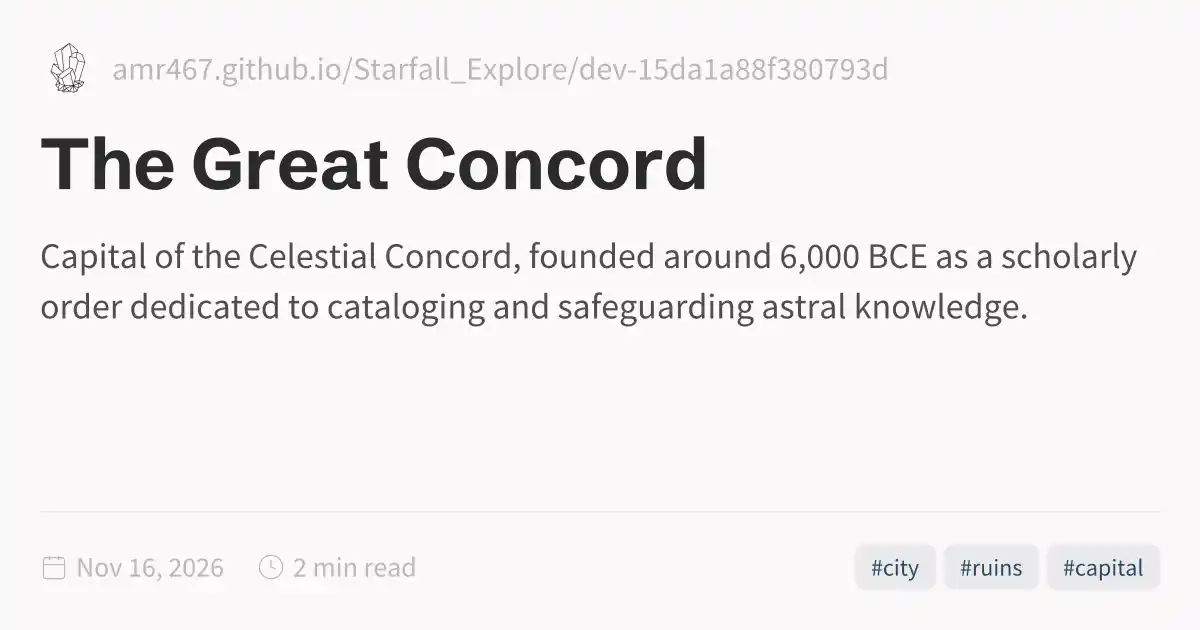 amr467.github.io/Starfall_Explore/dev-15da1a88f380793d
The Great Concord
Capital of the Celestial Concord, founded around 6,000 BCE as a scholarly
order dedicated to cataloging and safeguarding astral knowledge.
Nov 16, 2026 2 min read #city #ruins #capital